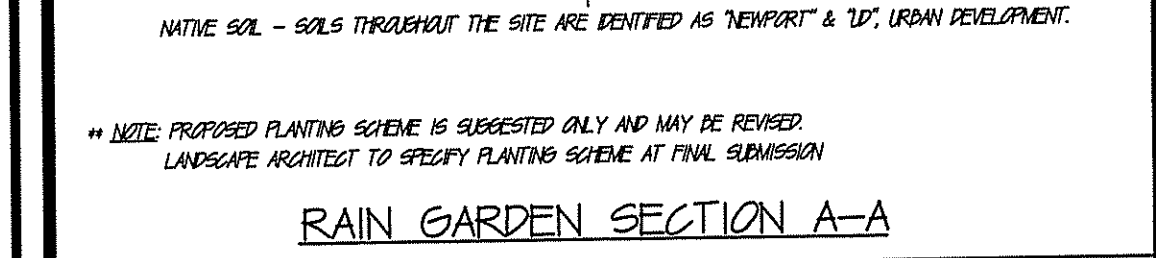 NATIVE SOIL – SOILS THROUGHOUT THE SITE ARE IDENTIFIED AS "NEWPORT" & "UD", URBAN DEVELOPMENT.
** NOTE: PROPOSED PLANTING SCHEME IS SUGGESTED ONLY AND MAY BE REVISED.
LANDSCAPE ARCHITECT TO SPECIFY PLANTING SCHEME AT FINAL SUBMISSION
RAIN GARDEN SECTION A–A